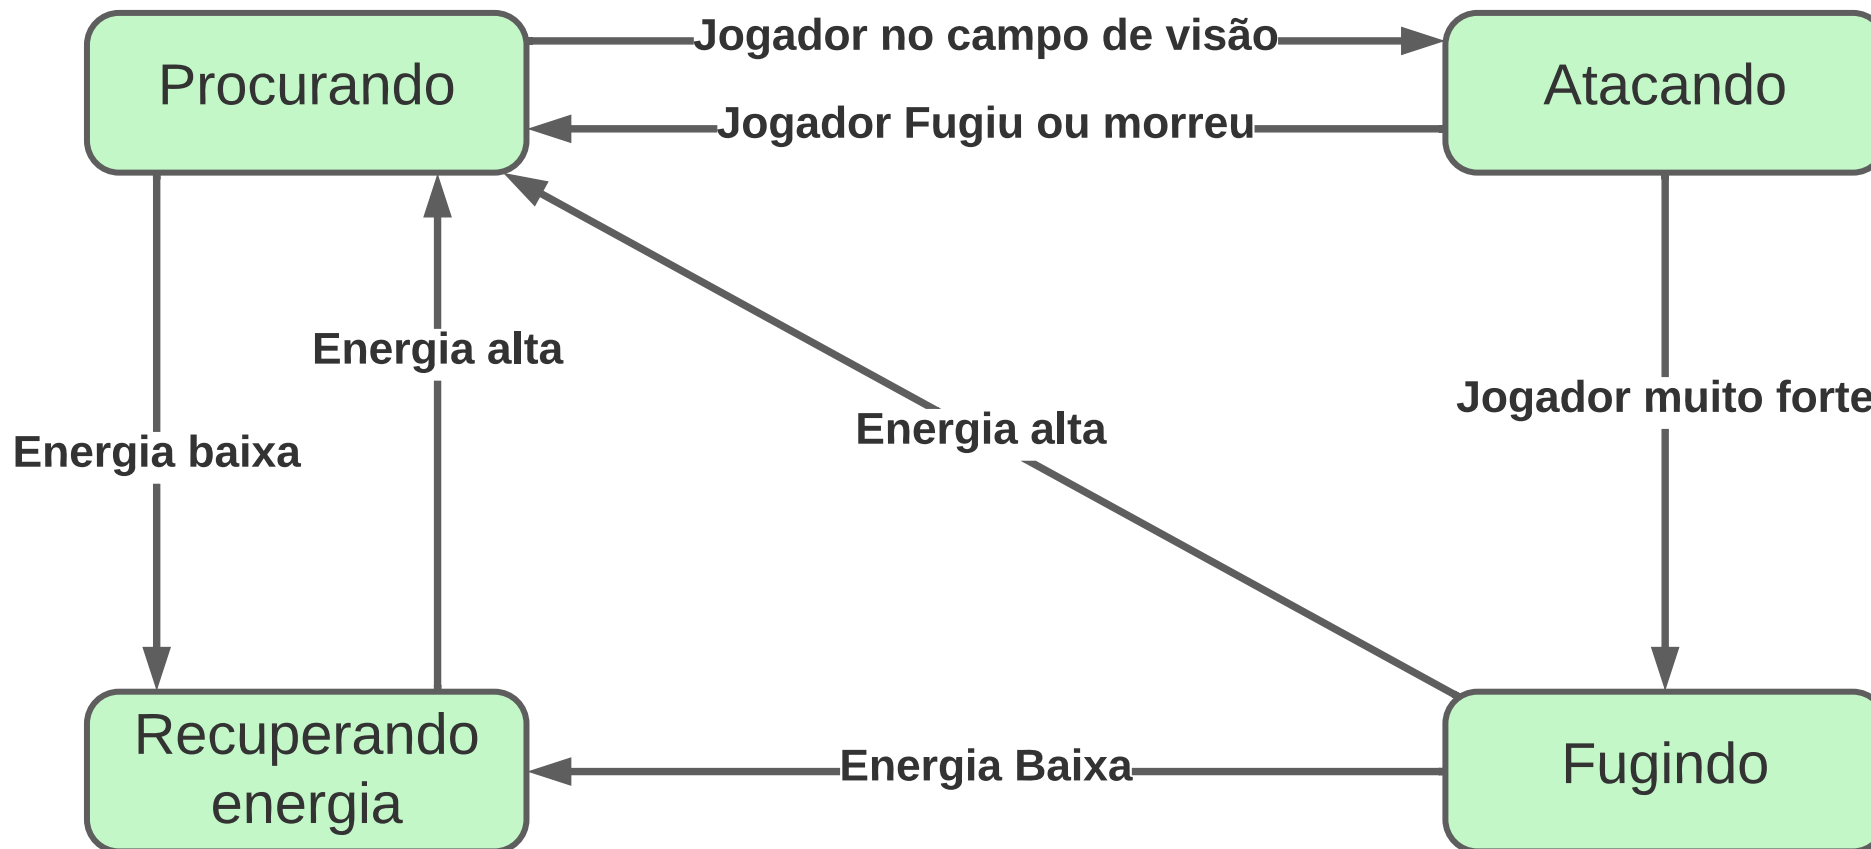 Procurando
Jogador no campo de visão
Atacando
Jogador Fugiu ou morreu
Energia alta
Energia baixa
Energia alta
Jogador muito forte
Recuperando
energia
Energia Baixa
Fugindo